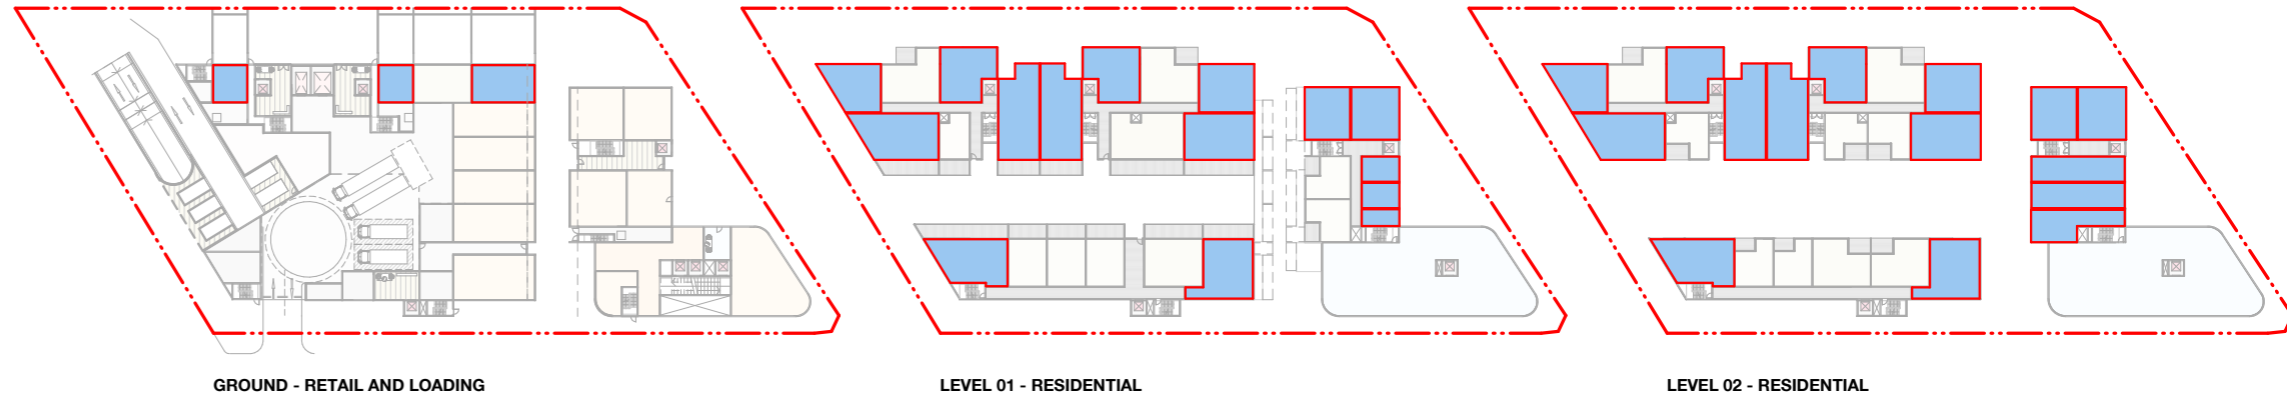 GROUND - RETAIL AND LOADING
LEVEL 01 - RESIDENTIAL
LEVEL 02 - RESIDENTIAL